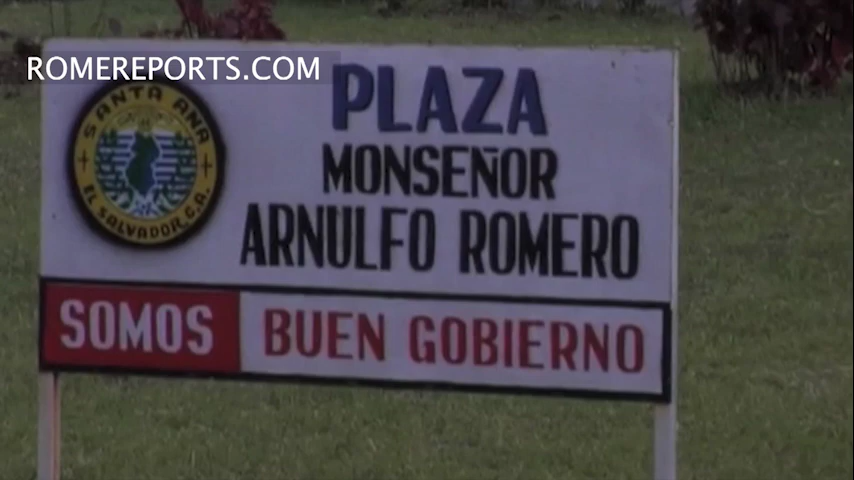 ROMEREPORTS.COM
SANTA ANA
EL SALVADOR, C.A.
PLAZA
MONSEÑOR
ARNULFO ROMERO
SOMOS BUEN GOBIERNO